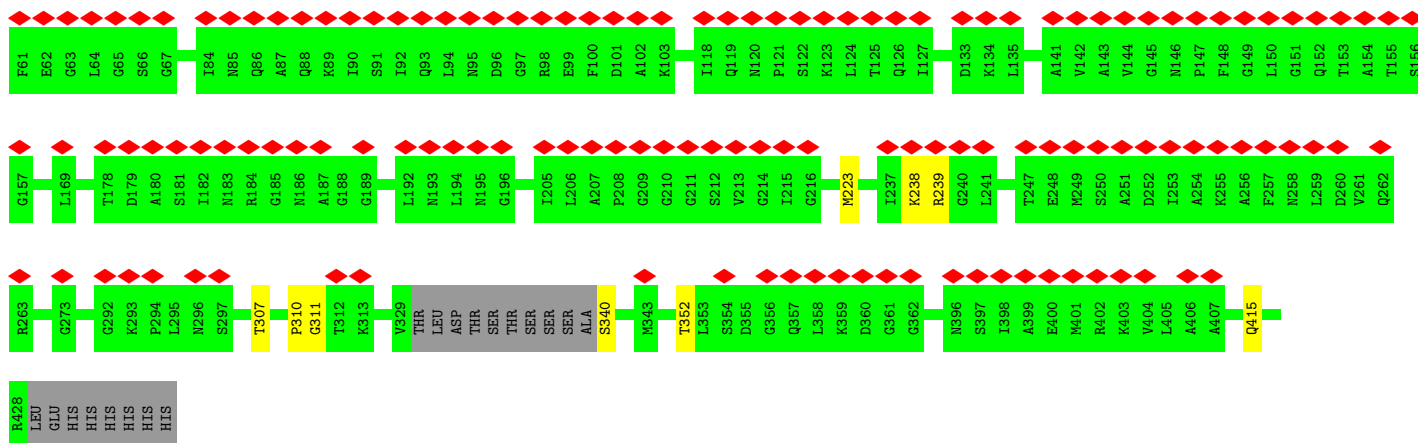 F61 E62 G63 L64 G65 S66 G67 I84 N85 Q86 A87 Q88 K89 I90 S91 I92 Q93 L94 N95 D96 G97 R98 E99 F100 D101 A102 K103 I118 Q119 N120 P121 S122 K123 L124 T125 Q126 I127 D133 K134 L135 A141 V142 A143 V144 G145 N146 P147 F148 G149 L150 G151 Q152 T153 A154 T155 S156
G157 L169 T178 D179 A180 S181 I182 N183 R184 G185 N186 A187 G188 G189 L192 N193 L194 N195 G196 I205 L206 A207 P208 G209 G210 G211 S212 V213 G214 I215 G216 M223 I237 K238 R239 G240 L241 T247 E248 M249 S250 A251 D252 I253 A254 K255 A256 F257 N258 L259 D260 V261 Q262
R263 G273 G292 K293 P294 L295 N296 S297 T307 P310 G311 T312 K313 V329 THR LEU ASP THR SER THR SER SER SER ALA S340 M343 T352 L353 S354 D355 G356 Q357 L358 K359 D360 G361 G362 N396 S397 I398 A399 E400 M401 R402 K403 V404 L405 A406 A407 Q415
R428 LEU GLU HIS HIS HIS HIS HIS HIS